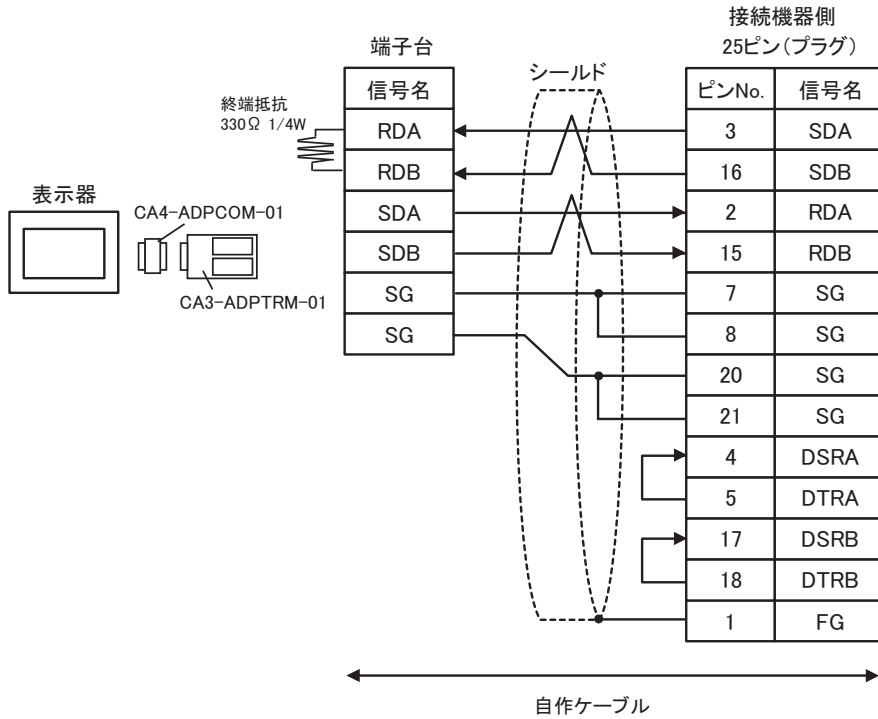 接続機器側
端子台
25ピン(プラグ)
シールド
信号名
ピンNo. 信号名
終端抵抗
330Ω 1/4W
RDA 3 SDA
RDB 16 SDB
表示器
CA4-ADPCOM-01
CA3-ADPTRM-01
SDA 2 RDA
SDB 15 RDB
SG 7 SG
SG 8 SG
20 SG
21 SG
4 DSRA
5 DTRA
17 DSRB
18 DTRB
1 FG
自作ケーブル